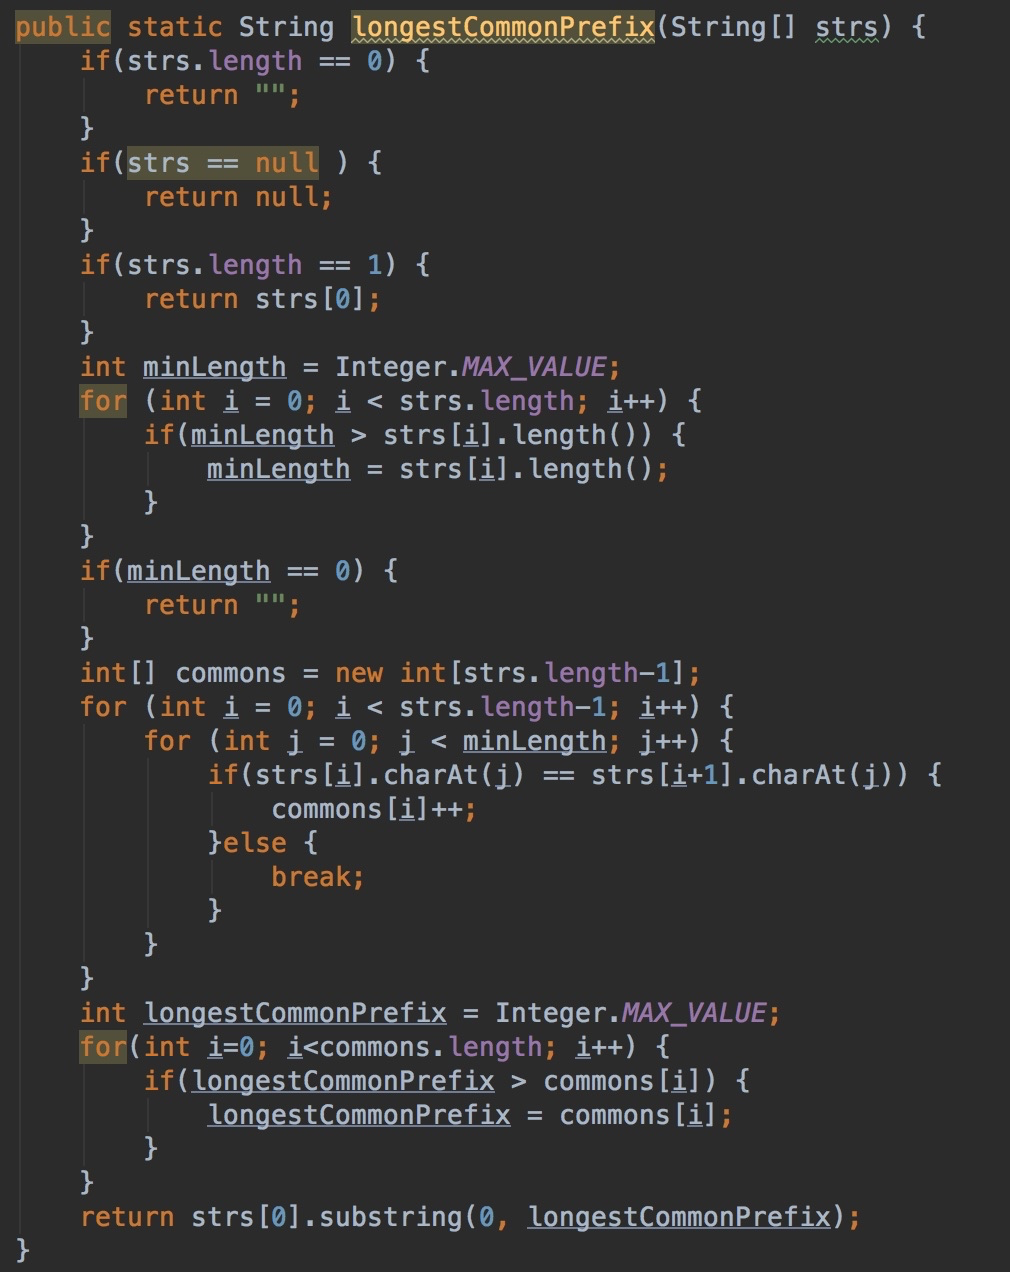 public static String longestCommonPrefix(String[] strs) {
    if(strs.length == 0) {
        return "";
    }
    if(strs == null ) {
        return null;
    }
    if(strs.length == 1) {
        return strs[0];
    }
    int minLength = Integer.MAX_VALUE;
    for (int i = 0; i < strs.length; i++) {
        if(minLength > strs[i].length()) {
            minLength = strs[i].length();
        }
    }
    if(minLength == 0) {
        return "";
    }
    int[] commons = new int[strs.length-1];
    for (int i = 0; i < strs.length-1; i++) {
        for (int j = 0; j < minLength; j++) {
            if(strs[i].charAt(j) == strs[i+1].charAt(j)) {
                commons[i]++;
            }else {
                break;
            }
        }
    }
    int longestCommonPrefix = Integer.MAX_VALUE;
    for(int i=0; i<commons.length; i++) {
        if(longestCommonPrefix > commons[i]) {
            longestCommonPrefix = commons[i];
        }
    }
    return strs[0].substring(0, longestCommonPrefix);
}